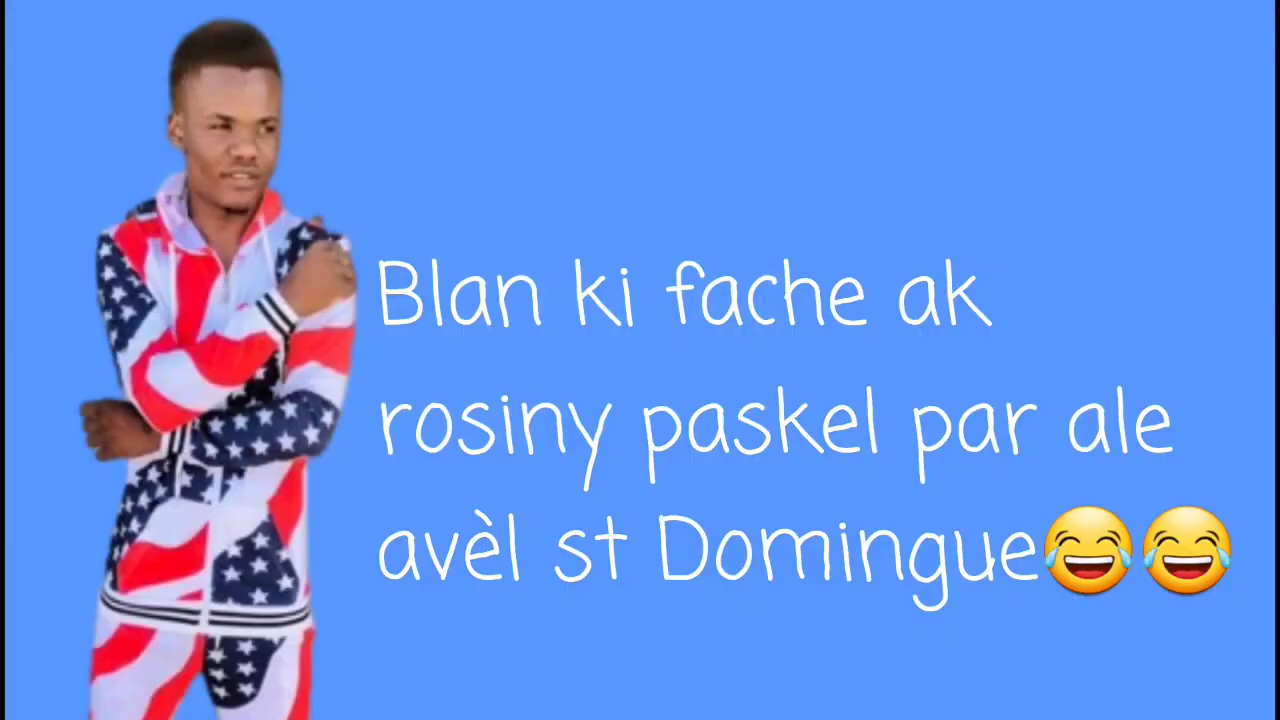 Blan ki fache ak
rosiny paskel par ale
avèl st Domingue😂😂